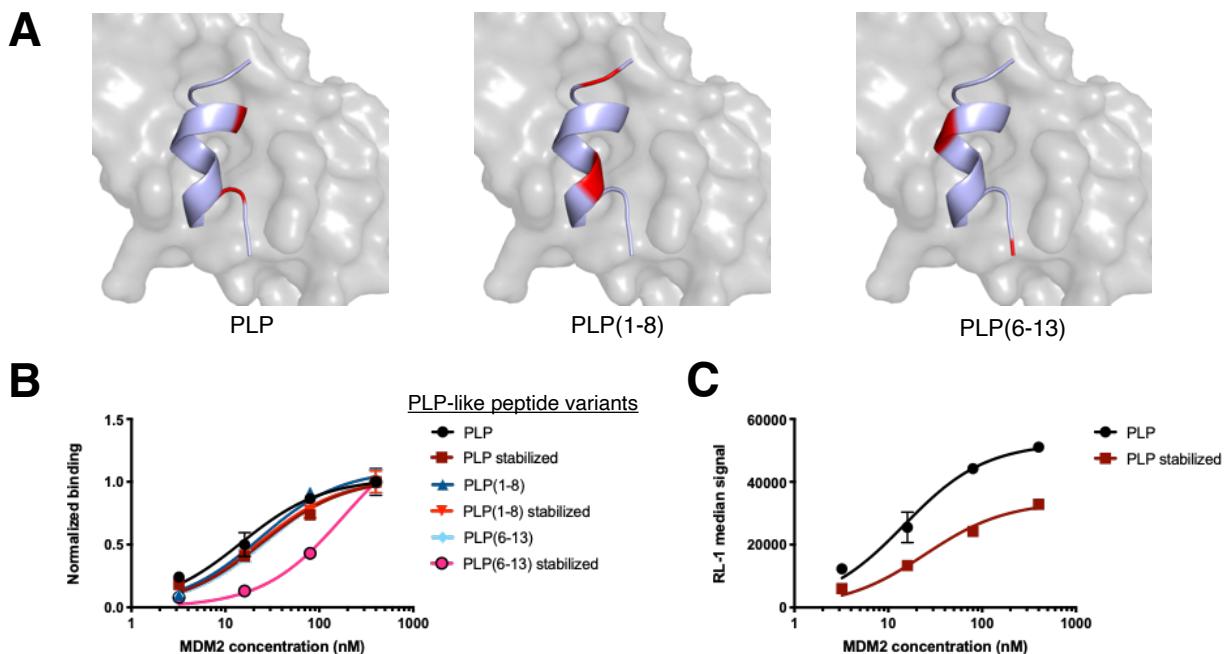 A
PLP
PLP(1-8)
PLP(6-13)
B
PLP-like peptide variants
1.5
1.0
0.5
0.0
Normalized binding
1
10
100
1000
MDM2 concentration (nM)
PLP
PLP stabilized
PLP(1-8)
PLP(1-8) stabilized
PLP(6-13)
PLP(6-13) stabilized
C
60000
40000
20000
0
RL-1 median signal
1
10
100
1000
MDM2 concentration (nM)
PLP
PLP stabilized